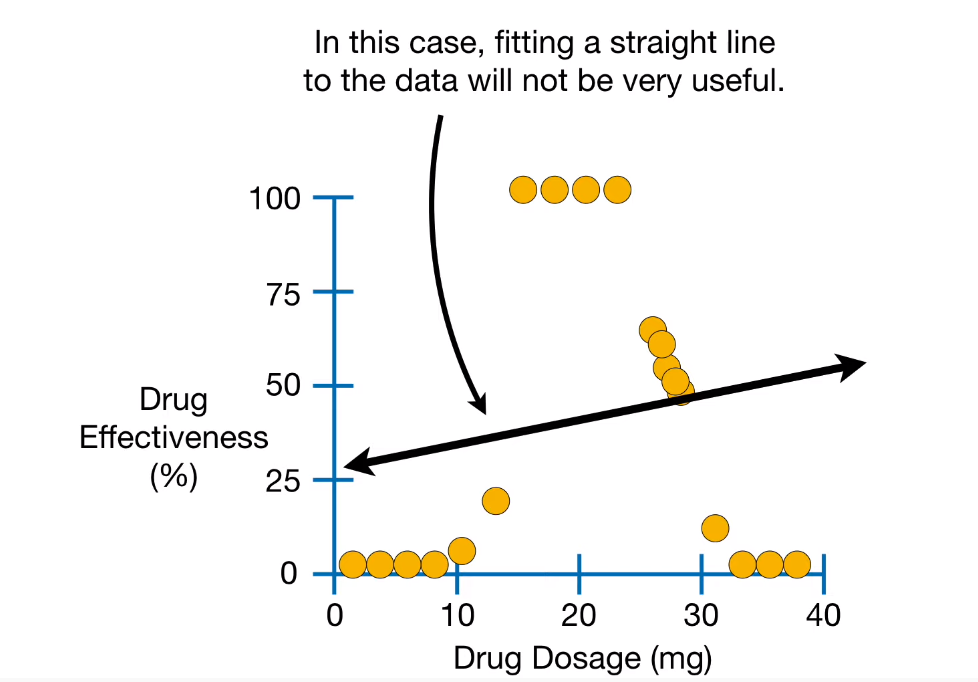 In this case, fitting a straight line
to the data will not be very useful.
100
75
50
25
0
Drug
Effectiveness
(%)
0 10 20 30 40
Drug Dosage (mg)